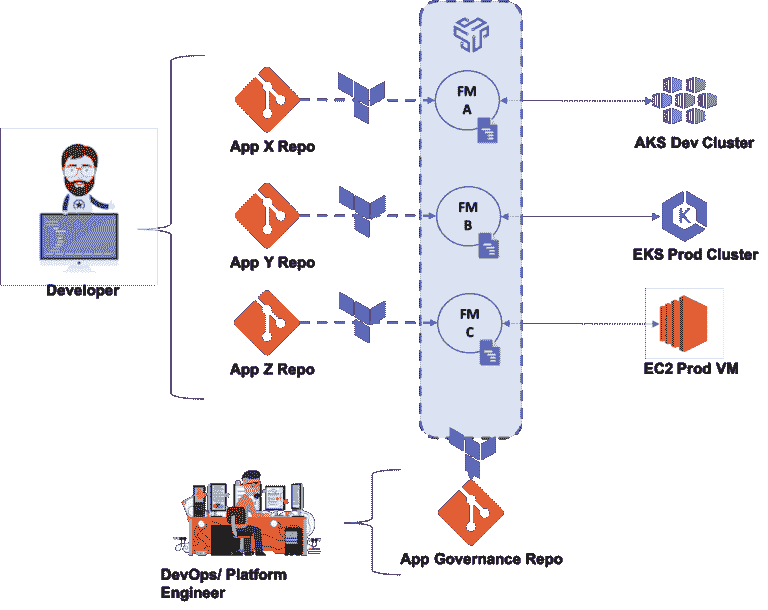 FM
A
App X Repo
AKS Dev Cluster
FM
B
App Y Repo
EKS Prod Cluster
K
Developer
FM
C
App Z Repo
EC2 Prod VM
App Governance Repo
DevOps/ Platform
Engineer